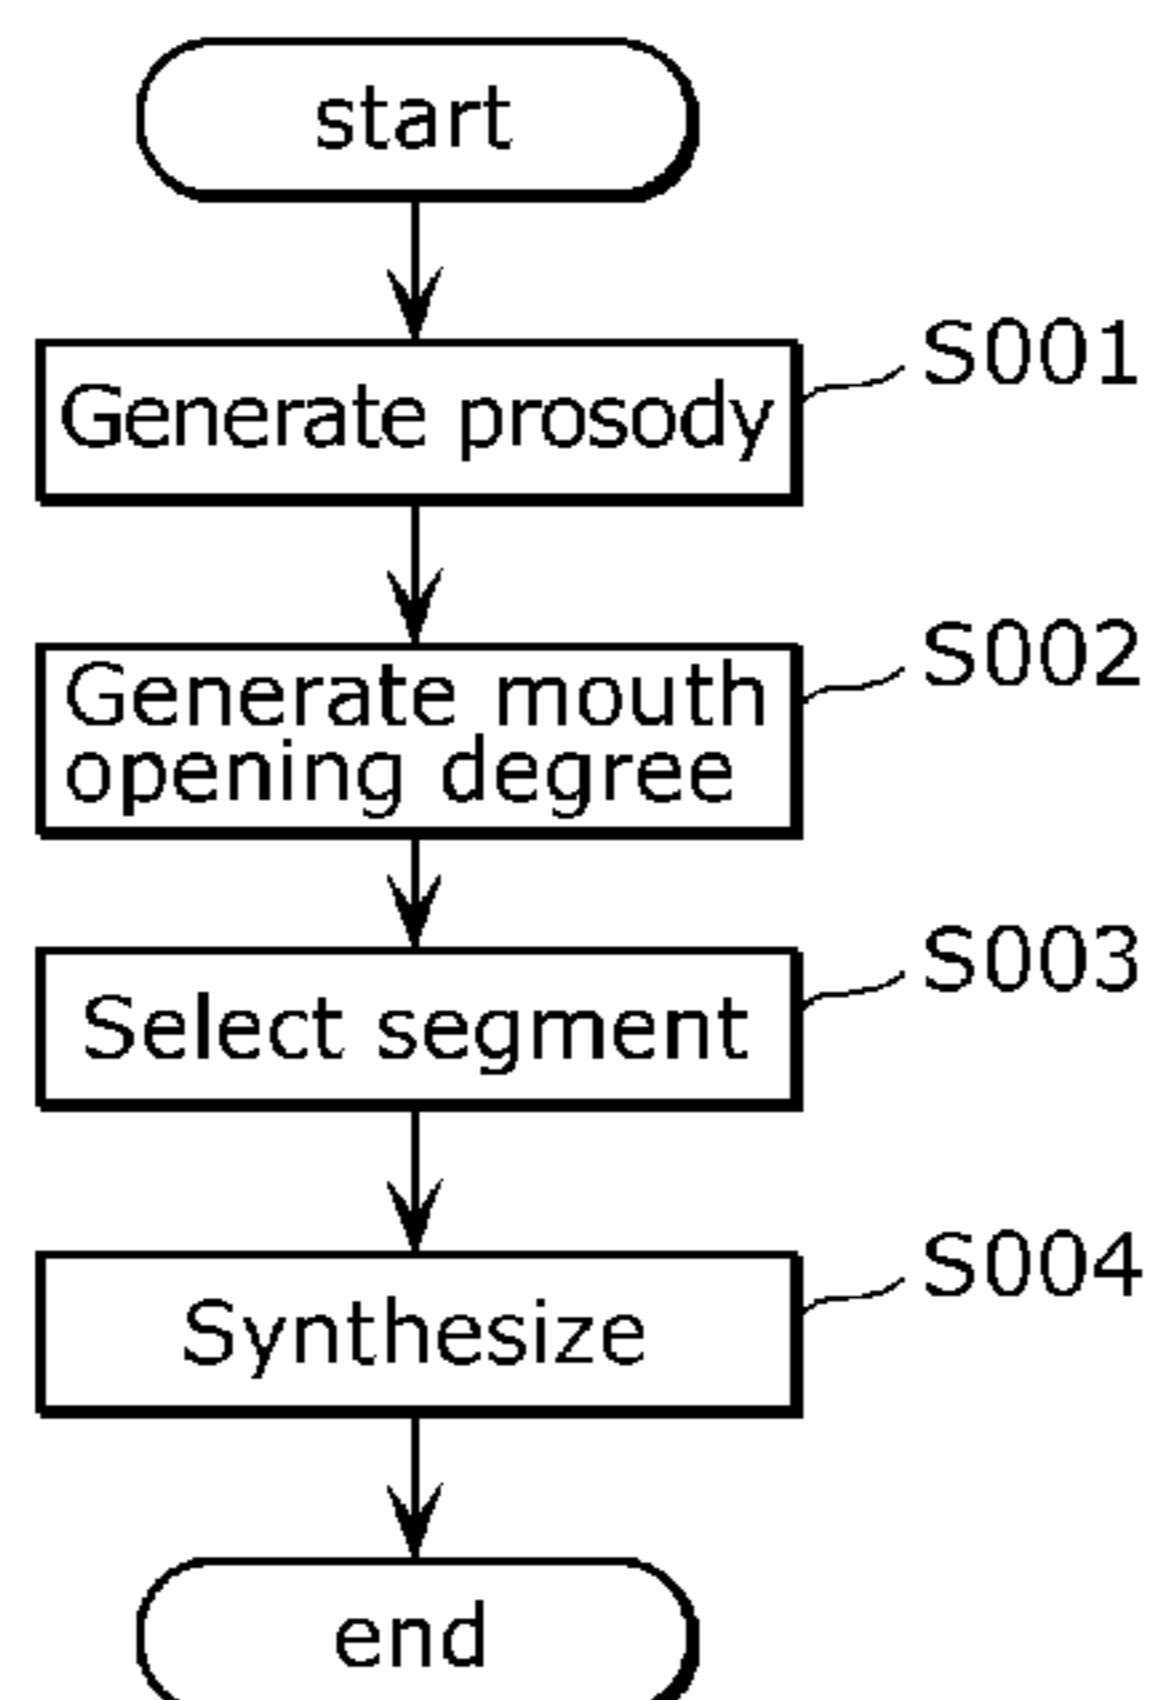 start
Generate prosody
S001
Generate mouth
opening degree
S002
Select segment
S003
Synthesize
S004
end